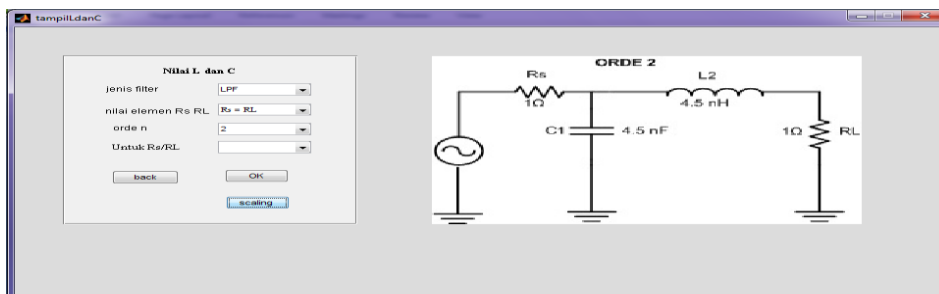 tampilLdanC
Nilai L dan C
jenis filter LPF
nilai elemen Rs RL Rs = RL
orde n 2
Untuk Rs/RL
back OK
scaling
ORDE 2
Rs L2
1Ω 4.5 nH
C1 4.5 nF 1Ω RL